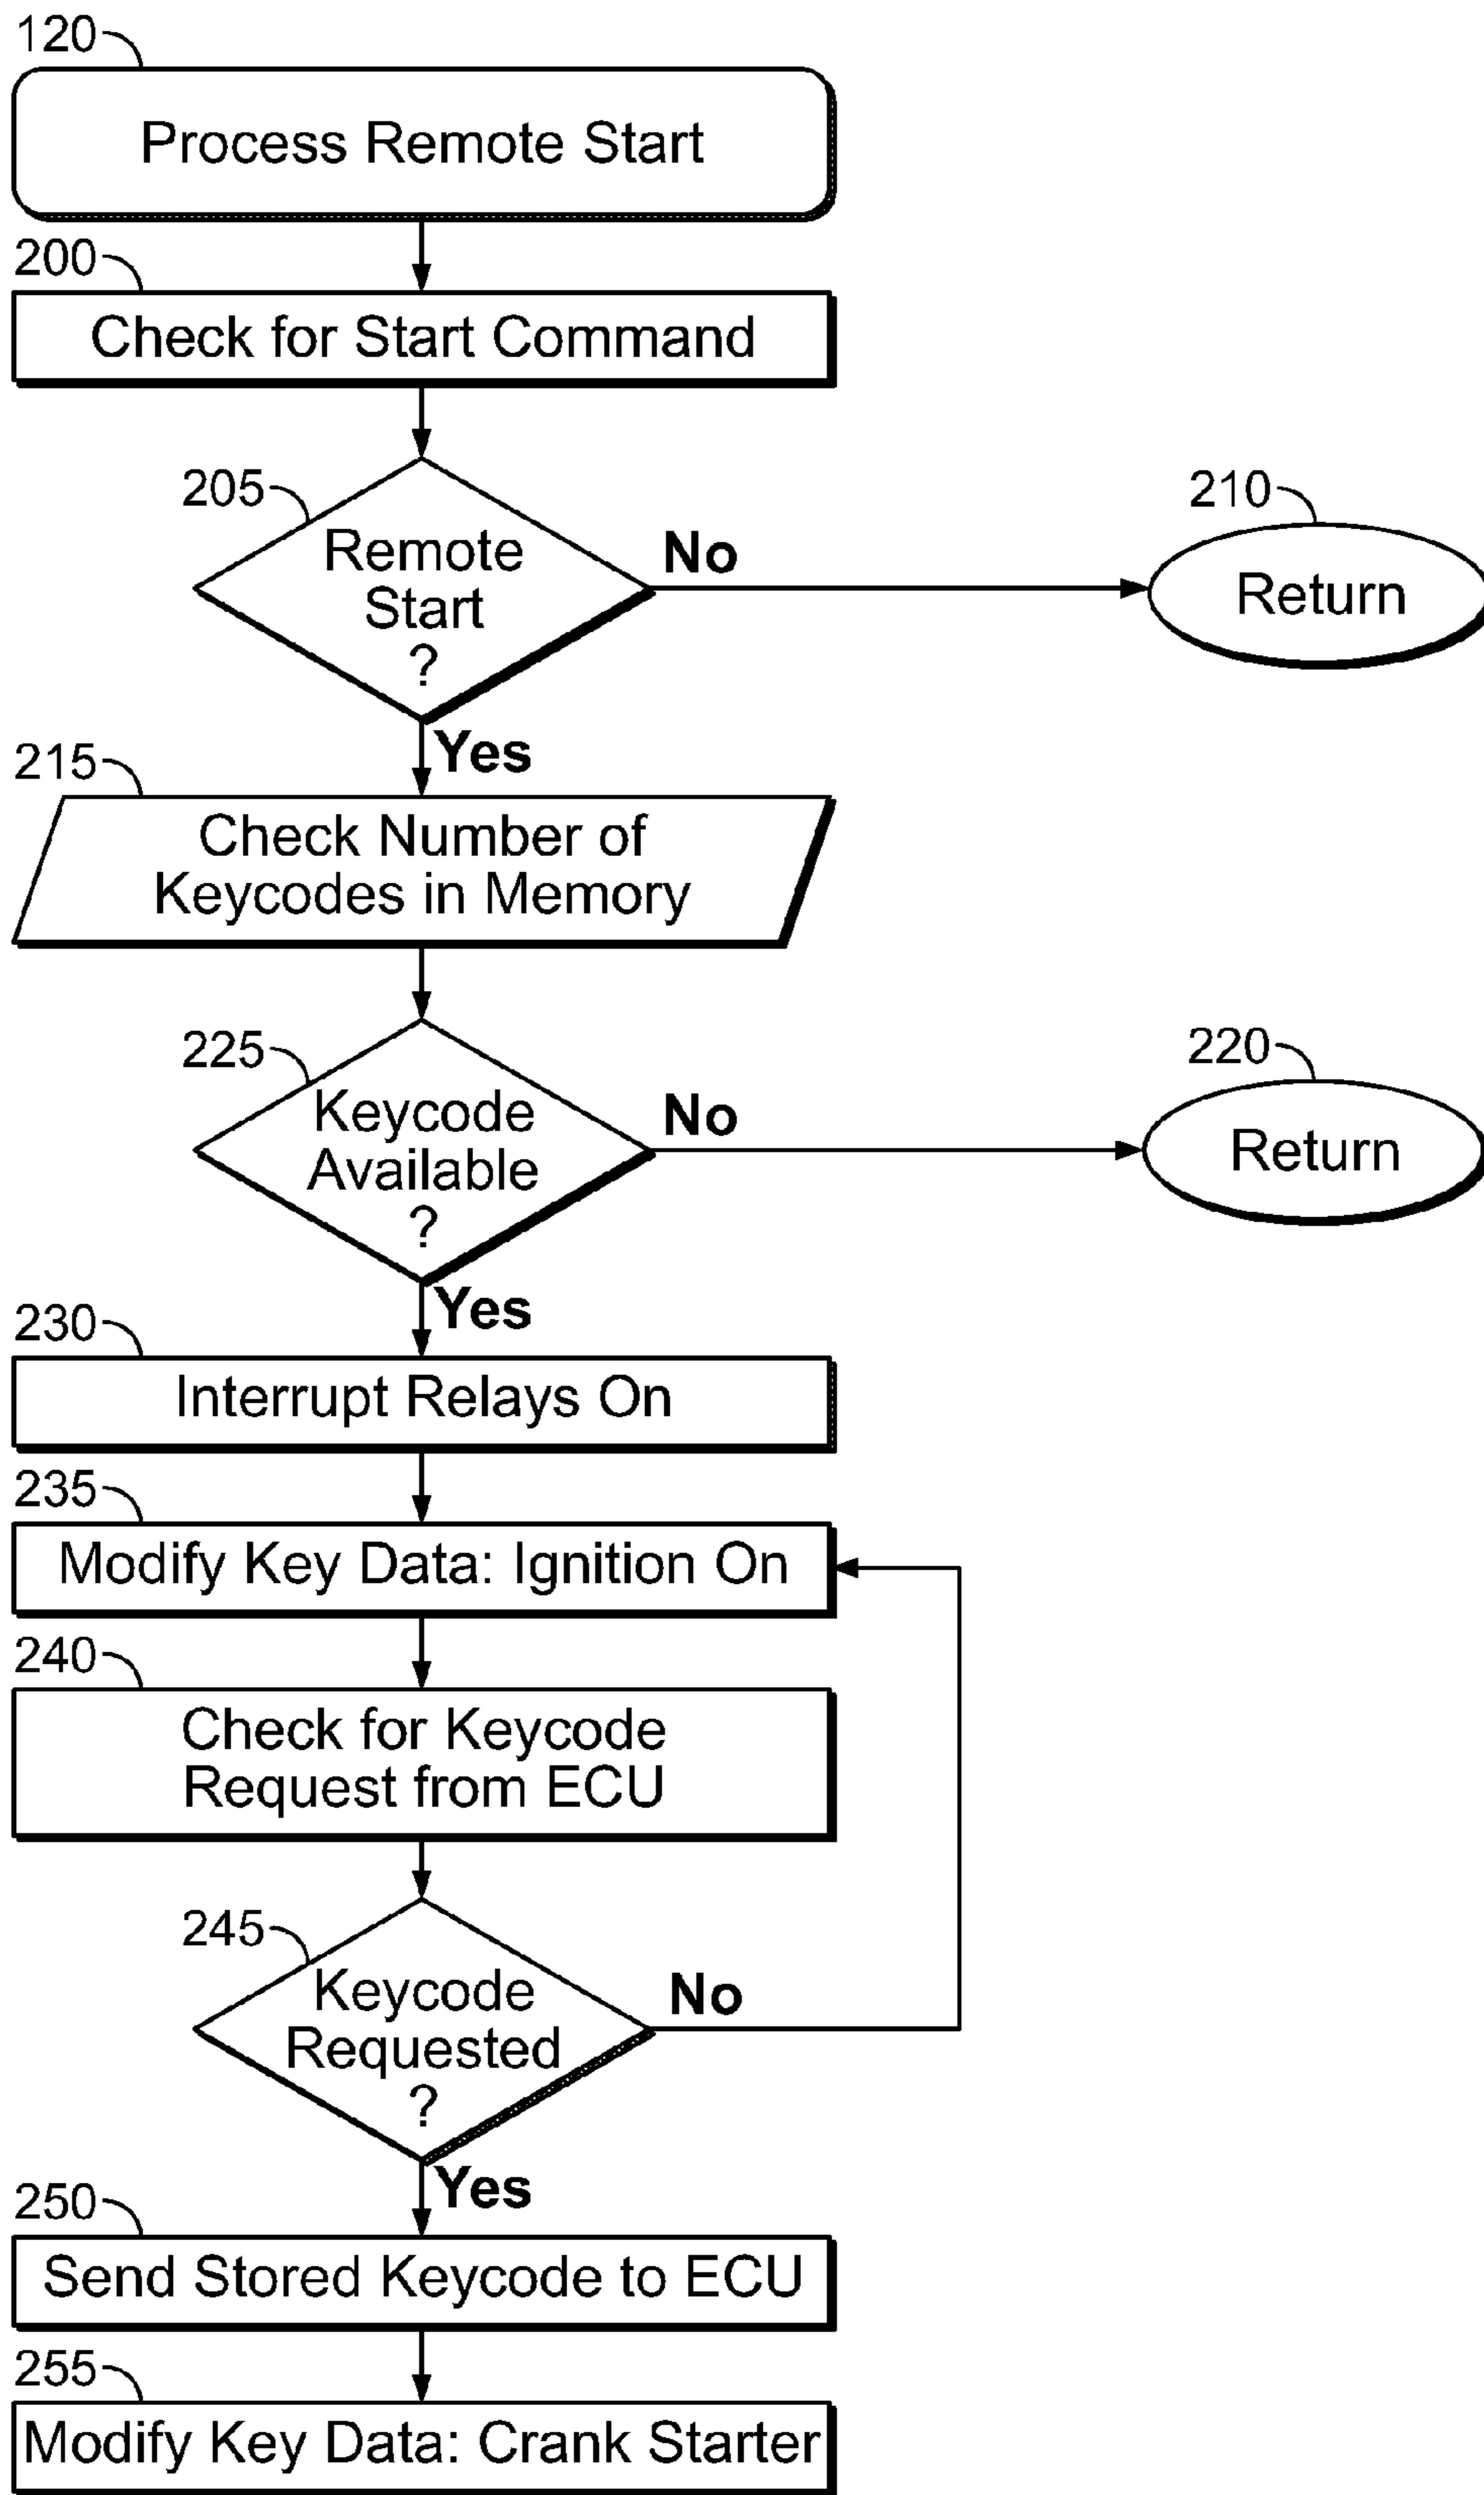 120
Process Remote Start
200
Check for Start Command
205
Remote
Start
?
No
210
Return
Yes
215
Check Number of
Keycodes in Memory
225
Keycode
Available
?
No
220
Return
Yes
230
Interrupt Relays On
235
Modify Key Data: Ignition On
240
Check for Keycode
Request from ECU
245
Keycode
Requested
?
No
Yes
250
Send Stored Keycode to ECU
255
Modify Key Data: Crank Starter